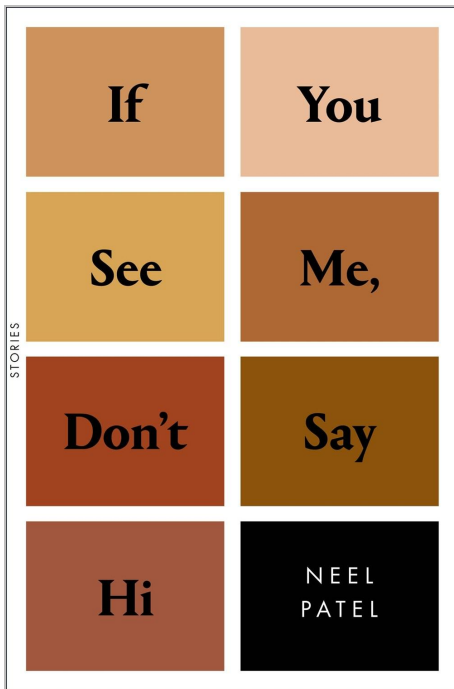 If You
See Me,
Don’t Say
Hi
NEEL
PATEL
STORIES